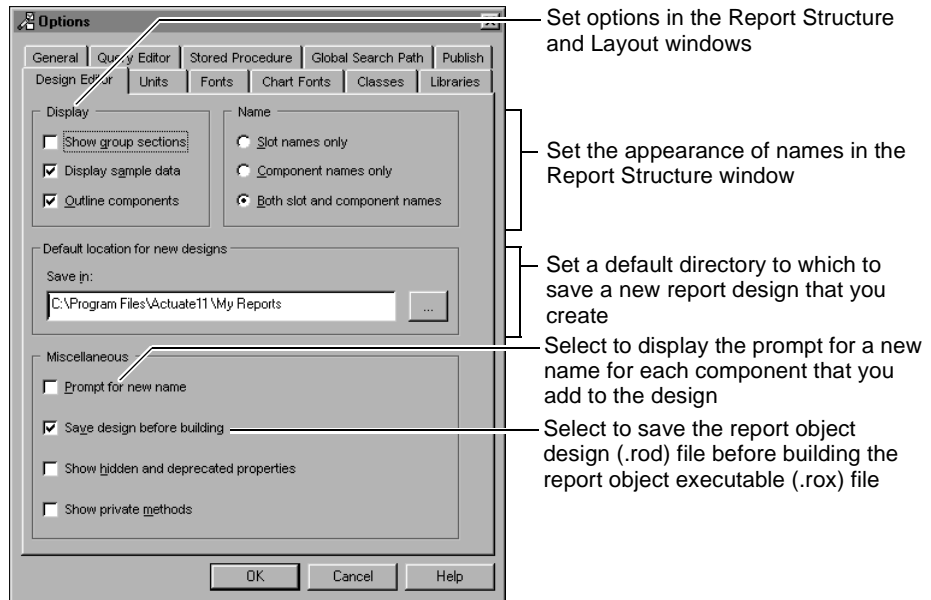 Options
General Query Editor Stored Procedure Global Search Path Publish
Design Editor Units Fonts Chart Fonts Classes Libraries
Display
Show group sections
Display sample data
Outline components
Name
Slot names only
Component names only
Both slot and component names
Default location for new designs
Save in:
C:\Program Files\Actuate11\My Reports
...
Miscellaneous
Prompt for new name
Save design before building
Show hidden and deprecated properties
Show private methods
OK Cancel Help
Set options in the Report Structure
and Layout windows
Set the appearance of names in the
Report Structure window
Set a default directory to which to
save a new report design that you
create
Select to display the prompt for a new
name for each component that you
add to the design
Select to save the report object
design (.rod) file before building the
report object executable (.rox) file